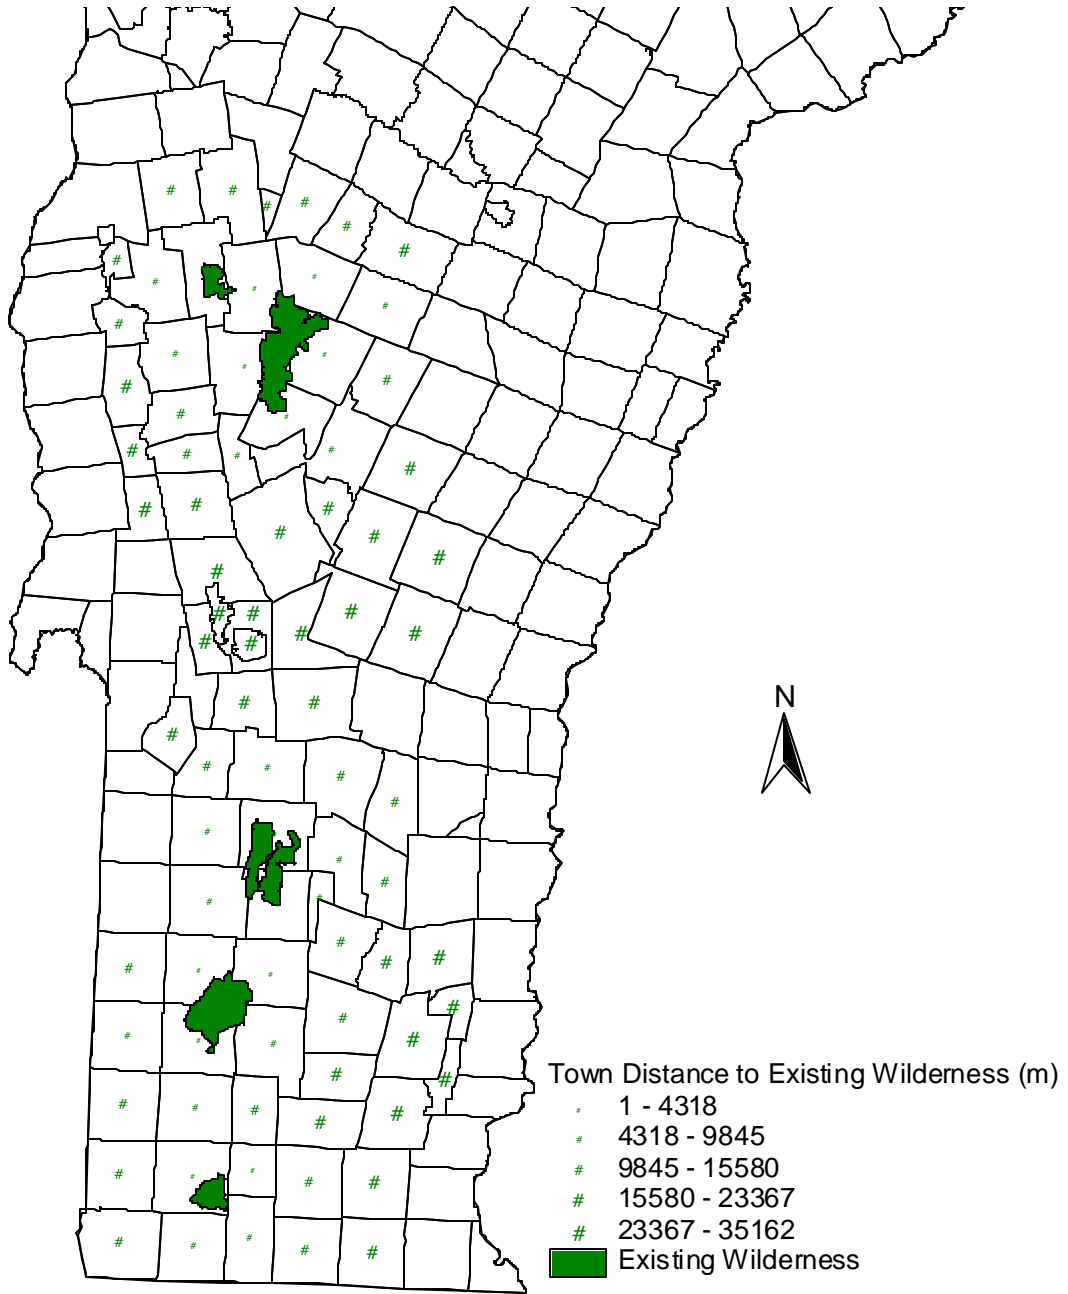 N
Town Distance to Existing Wilderness (m)
# 1 - 4318
# 4318 - 9845
# 9845 - 15580
# 15580 - 23367
# 23367 - 35162
Existing Wilderness